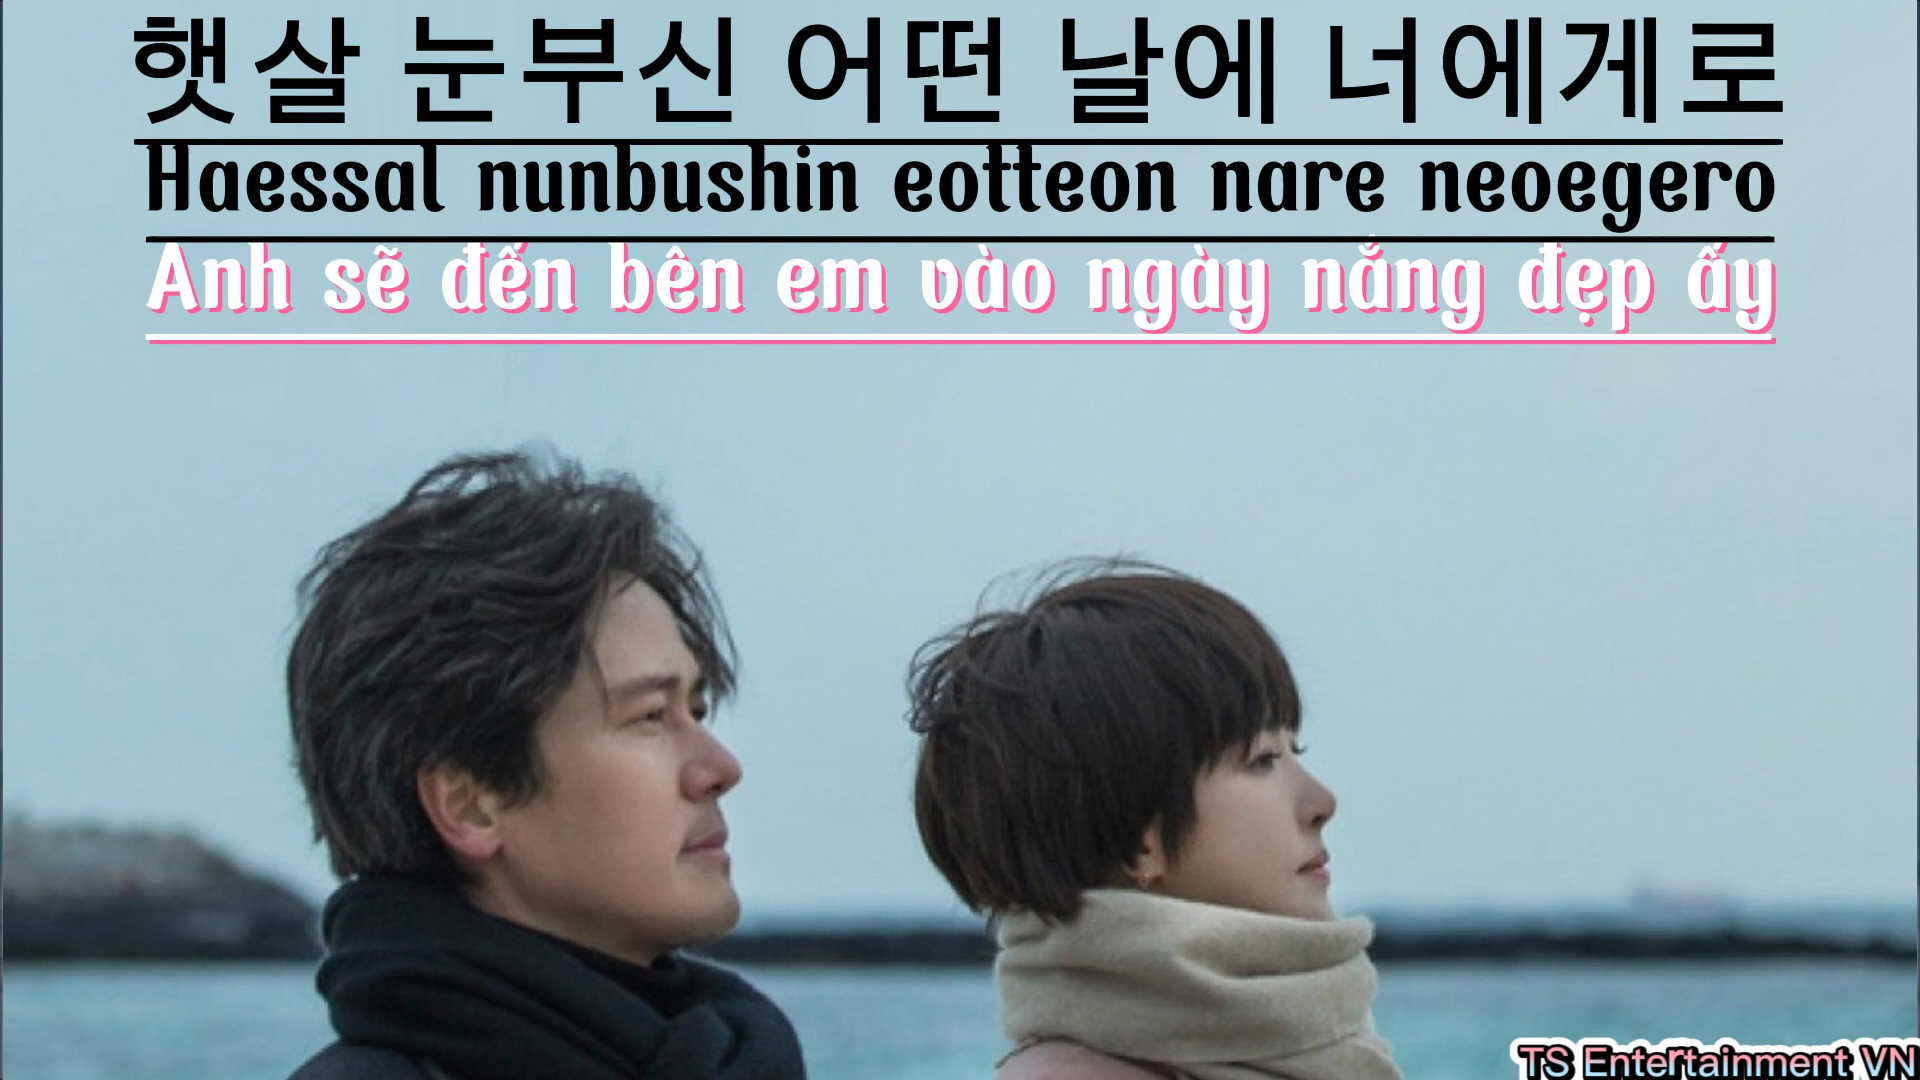 햇살 눈부신 어떤 날에 너에게로
Haessal nunbushin eotteon nare neoegero
Anh sẽ đến bên em vào ngày nắng đẹp ấy
TS Entertainment VN